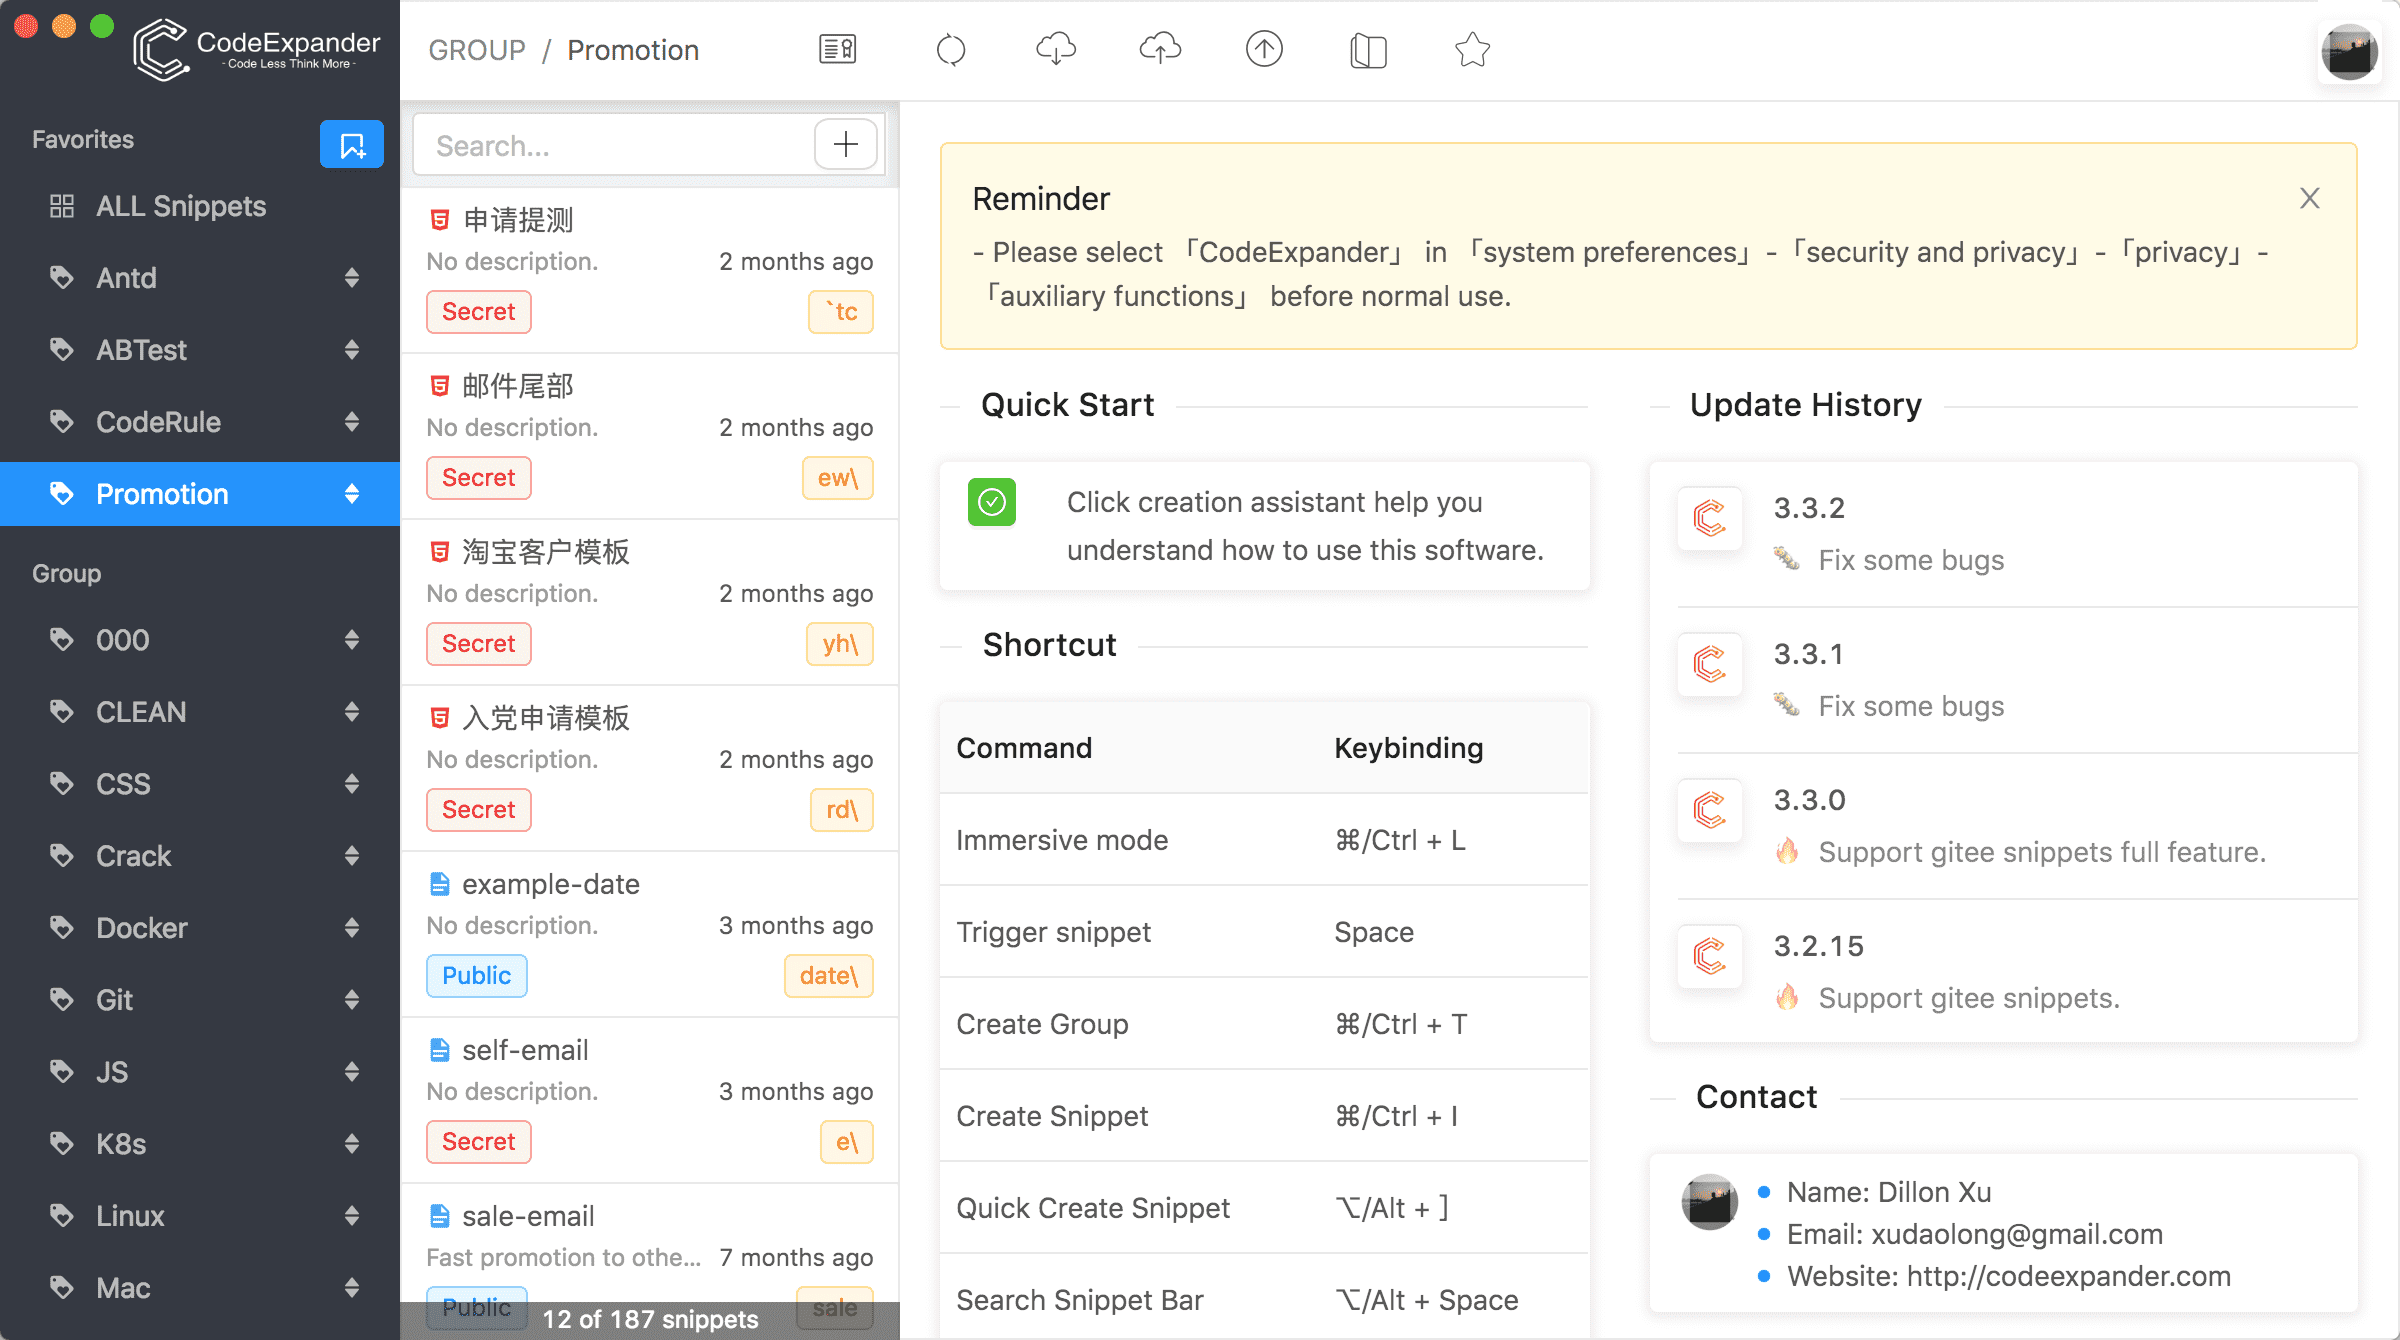 CodeExpander
- Code Less Think More -
Favorites
ALL Snippets
Antd
ABTest
CodeRule
Promotion
Group
000
CLEAN
CSS
Crack
Docker
Git
JS
K8s
Linux
Mac
GROUP / Promotion
Search...
申请提测
No description. 2 months ago
Secret `tc
邮件尾部
No description. 2 months ago
Secret ew\
淘宝客户模板
No description. 2 months ago
Secret yh\
入党申请模板
No description. 2 months ago
Secret rd\
example-date
No description. 3 months ago
Public date\
self-email
No description. 3 months ago
Secret e\
sale-email
Fast promotion to othe... 7 months ago
Public sale
12 of 187 snippets
Reminder
- Please select 「CodeExpander」 in 「system preferences」-「security and privacy」-「privacy」-
「auxiliary functions」 before normal use.
Quick Start
Click creation assistant help you
understand how to use this software.
Shortcut
Command Keybinding
Immersive mode ⌘/Ctrl + L
Trigger snippet Space
Create Group ⌘/Ctrl + T
Create Snippet ⌘/Ctrl + I
Quick Create Snippet ⌥/Alt + ]
Search Snippet Bar ⌥/Alt + Space
Update History
3.3.2
🐛 Fix some bugs
3.3.1
🐛 Fix some bugs
3.3.0
🔥 Support gitee snippets full feature.
3.2.15
🔥 Support gitee snippets.
Contact
Name: Dillon Xu
Email: xudaolong@gmail.com
Website: http://codeexpander.com